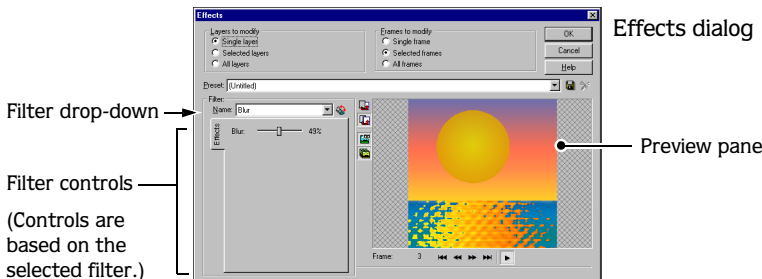 Effects
Effects dialog
Layers to modify
Single layer
Selected layers
All layers
Frames to modify
Single frame
Selected frames
All frames
OK
Cancel
Help
Preset: (Untitled)
Filter:
Name: Blur
Effects
Blur: 49%
Frame: 3
Filter drop-down
Filter controls
(Controls are
based on the
selected filter.)
Preview pane